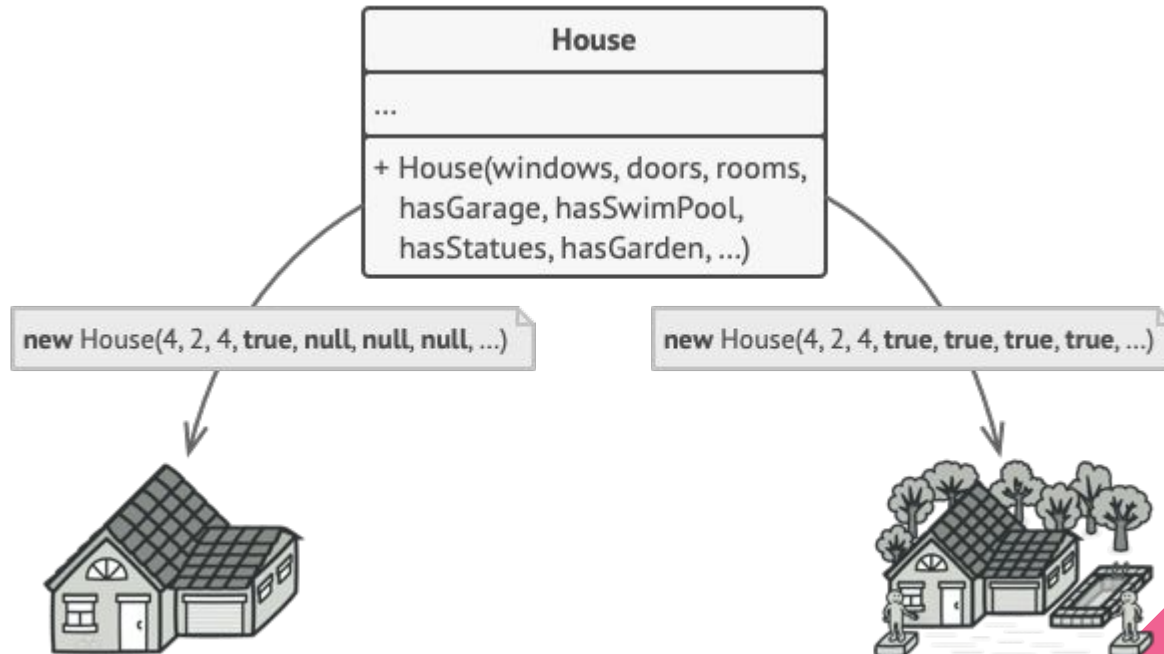 House
...
+ House(windows, doors, rooms,
hasGarage, hasSwimPool,
hasStatues, hasGarden, ...)
new House(4, 2, 4, true, null, null, null, ...)
new House(4, 2, 4, true, true, true, true, ...)